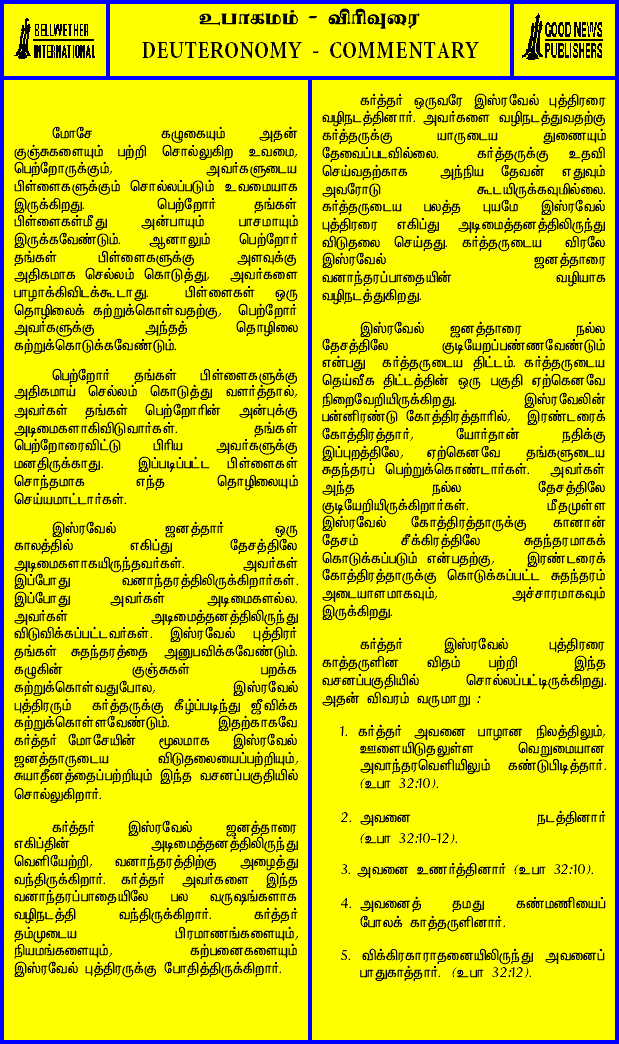 BELLWETHER
INTERNATIONAL
உபாகமம் - விரிவுரை
DEUTERONOMY - COMMENTARY
GOOD NEWS
PUBLISHERS
மோசே கழுகையும் அதன்
குஞ்சுகளையும் பற்றி சொல்லுகிற உவமை,
பெற்றோருக்கும், அவர்களுடைய
பிள்ளைகளுக்கும் சொல்லப்படும் உவமையாக
இருக்கிறது. பெற்றோர் தங்கள்
பிள்ளைகள்மீது அன்பாயும் பாசமாயும்
இருக்கவேண்டும். ஆனாலும் பெற்றோர்
தங்கள் பிள்ளைகளுக்கு அளவுக்கு
அதிகமாக செல்லம் கொடுத்து, அவர்களை
பாழாக்கிவிடக்கூடாது. பிள்ளைகள் ஒரு
தொழிலைக் கற்றுக்கொள்வதற்கு, பெற்றோர்
அவர்களுக்கு அந்தத் தொழிலை
கற்றுக்கொடுக்கவேண்டும்.
பெற்றோர் தங்கள் பிள்ளைகளுக்கு
அதிகமாய் செல்லம் கொடுத்து வளர்த்தால்,
அவர்கள் தங்கள் பெற்றோரின் அன்புக்கு
அடிமைகளாகிவிடுவார்கள். தங்கள்
பெற்றோரைவிட்டு பிரிய அவர்களுக்கு
மனதிருக்காது. இப்படிப்பட்ட பிள்ளைகள்
சொந்தமாக எந்த தொழிலையும்
செய்யமாட்டார்கள்.
இஸ்ரவேல் ஜனத்தார் ஒரு
காலத்தில் எகிப்து தேசத்திலே
அடிமைகளாகயிருந்தவர்கள். அவர்கள்
இப்போது வனாந்தரத்திலிருக்கிறார்கள்.
இப்போது அவர்கள் அடிமைகளல்ல.
அவர்கள் அடிமைத்தனத்திலிருந்து
விடுவிக்கப்பட்டவர்கள். இஸ்ரவேல் புத்திரர்
தங்கள் சுதந்தரத்தை அனுபவிக்கவேண்டும்.
கழுகின் குஞ்சுகள் பறக்க
கற்றுக்கொள்வதுபோல, இஸ்ரவேல்
புத்திரரும் கர்த்தருக்கு கீழ்ப்படிந்து ஜீவிக்க
கற்றுக்கொள்ளவேண்டும். இதற்காகவே
கர்த்தர் மோசேயின் மூலமாக இஸ்ரவேல்
ஜனத்தாருடைய விடுதலையைப்பற்றியும்,
சுயாதீனத்தைப்பற்றியும் இந்த வசனப்பகுதியில்
சொல்லுகிறார்.
கர்த்தர் இஸ்ரவேல் ஜனத்தாரை
எகிப்தின் அடிமைத்தனத்திலிருந்து
வெளியேற்றி, வனாந்தரத்திற்கு அழைத்து
வந்திருக்கிறார். கர்த்தர் அவர்களை இந்த
வனாந்தரப்பாதையிலே பல வருஷங்களாக
வழிநடத்தி வந்திருக்கிறார். கர்த்தர்
தம்முடைய பிரமாணங்களையும்,
நியமங்களையும், கற்பனைகளையும்
இஸ்ரவேல் புத்திரருக்கு போதித்திருக்கிறார்.
கர்த்தர் ஒருவரே இஸ்ரவேல் புத்திரரை
வழிநடத்தினார். அவர்களை வழிநடத்துவதற்கு
கர்த்தருக்கு யாருடைய துணையும்
தேவைப்படவில்லை. கர்த்தருக்கு உதவி
செய்வதற்காக அந்நிய தேவன் எதுவும்
அவரோடு கூடயிருக்கவுமில்லை.
கர்த்தருடைய பலத்த புயமே இஸ்ரவேல்
புத்திரரை எகிப்து அடிமைத்தனத்திலிருந்து
விடுதலை செய்தது. கர்த்தருடைய விரலே
இஸ்ரவேல் ஜனத்தாரை
வனாந்தரப்பாதையின் வழியாக
வழிநடத்துகிறது.
இஸ்ரவேல் ஜனத்தாரை நல்ல
தேசத்திலே குடியேறப்பண்ணவேண்டும்
என்பது கர்த்தருடைய திட்டம். கர்த்தருடைய
தெய்வீக திட்டத்தின் ஒரு பகுதி ஏற்கெனவே
நிறைவேறியிருக்கிறது. இஸ்ரவேலின்
பன்னிரண்டு கோத்திரத்தாரில், இரண்டரைக்
கோத்திரத்தார், யோர்தான் நதிக்கு
இப்புறத்திலே, ஏற்கெனவே தங்களுடைய
சுதந்தரப் பெற்றுக்கொண்டார்கள். அவர்கள்
அந்த நல்ல தேசத்திலே
குடியேறியிருக்கிறார்கள். மீதமுள்ள
இஸ்ரவேல் கோத்திரத்தாருக்கு கானான்
தேசம் சீக்கிரத்திலே சுதந்தரமாகக்
கொடுக்கப்படும் என்பதற்கு, இரண்டரைக்
கோத்திரத்தாருக்கு கொடுக்கப்பட்ட சுதந்தரம்
அடையாளமாகவும், அச்சாரமாகவும்
இருக்கிறது.
கர்த்தர் இஸ்ரவேல் புத்திரரை
காத்தருளின விதம் பற்றி இந்த
வசனப்பகுதியில் சொல்லப்பட்டிருக்கிறது.
அதன் விவரம் வருமாறு :
1. கர்த்தர் அவனை பாழான நிலத்திலும்,
ஊளையிடுதலுள்ள வெறுமையான
அவாந்தரவெளியிலும் கண்டுபிடித்தார்.
(உபா 32:10).
2. அவனை நடத்தினார்
(உபா 32:10-12).
3. அவனை உணர்த்தினார் (உபா 32:10).
4. அவனைத் தமது கண்மணியைப்
போலக் காத்தருளினார்.
5. விக்கிரகாராதனையிலிருந்து அவனைப்
பாதுகாத்தார். (உபா 32:12).